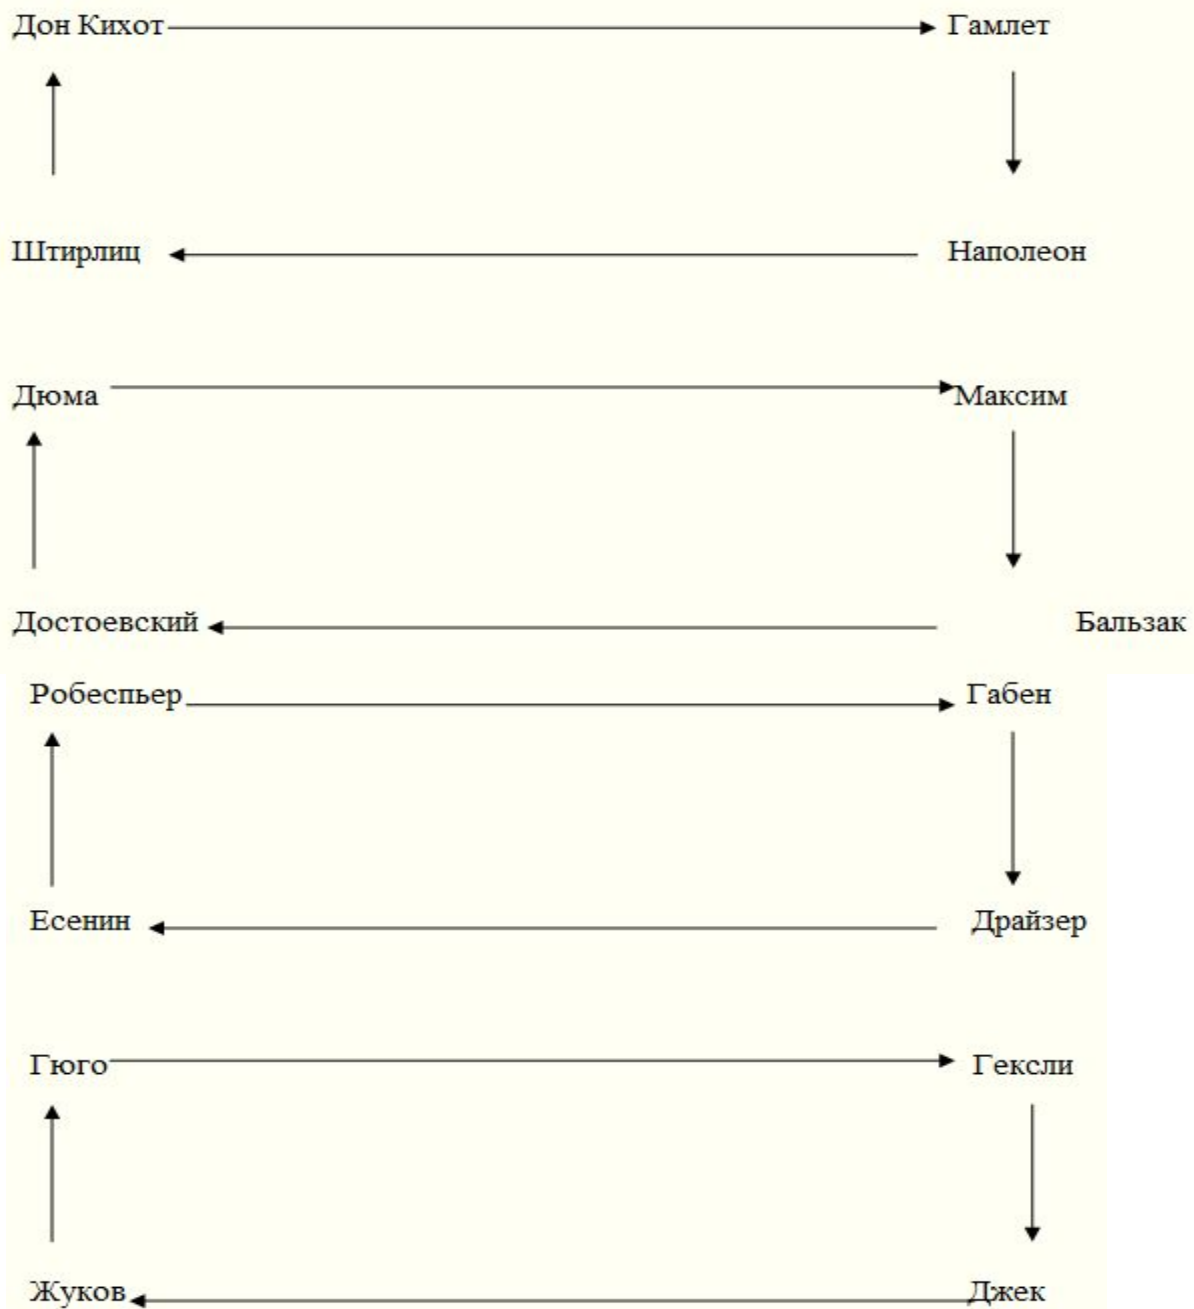 Дон Кихот Гамлет
Штирлиц Наполеон
Дюма Максим
Достоевский Бальзак
Робеспьер Габен
Есенин Драйзер
Гюго Гексли
Жуков Джек